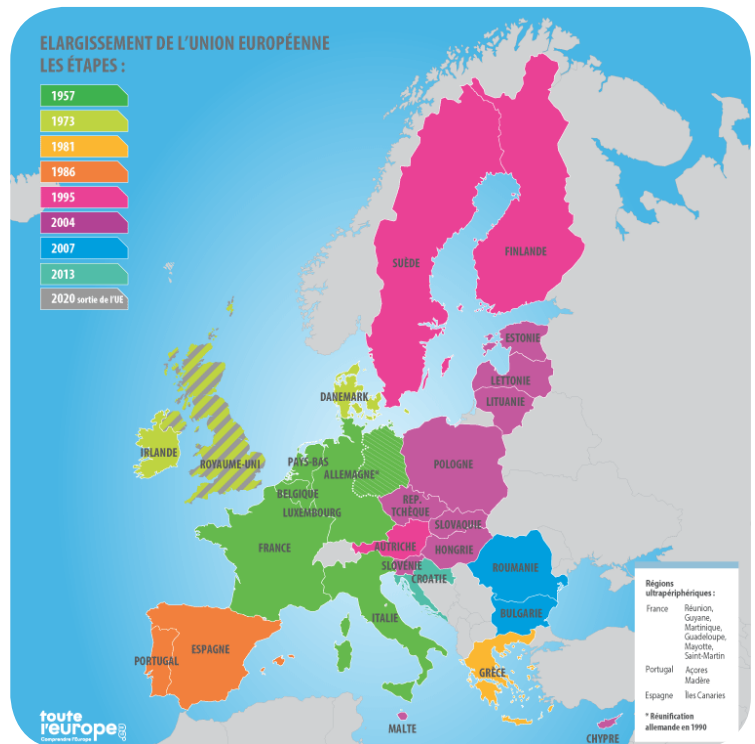 ELARGISSEMENT DE L'UNION EUROPÉENNE
LES ÉTAPES :
1957
1973
1981
1986
1995
2004
2007
2013
2020 sortie de l'UE
SUÈDE
FINLANDE
ESTONIE
LETTONIE
LITUANIE
DANEMARK
IRLANDE
ROYAUME-UNI
PAYS-BAS
ALLEMAGNE*
POLOGNE
BELGIQUE
LUXEMBOURG
REP.
TCHÈQUE
SLOVAQUIE
FRANCE
AUTRICHE
HONGRIE
SLOVÉNIE
CROATIE
ROUMANIE
BULGARIE
ITALIE
PORTUGAL
ESPAGNE
GRÈCE
MALTE
CHYPRE
Régions
ultrapériphériques :
France Réunion,
Guyane,
Martinique,
Guadeloupe,
Mayotte,
Saint-Martin
Portugal Açores
Madère
Espagne Îles Canaries
* Réunification
allemande en 1990
toute
l'europe.eu
Comprendre l'Europe